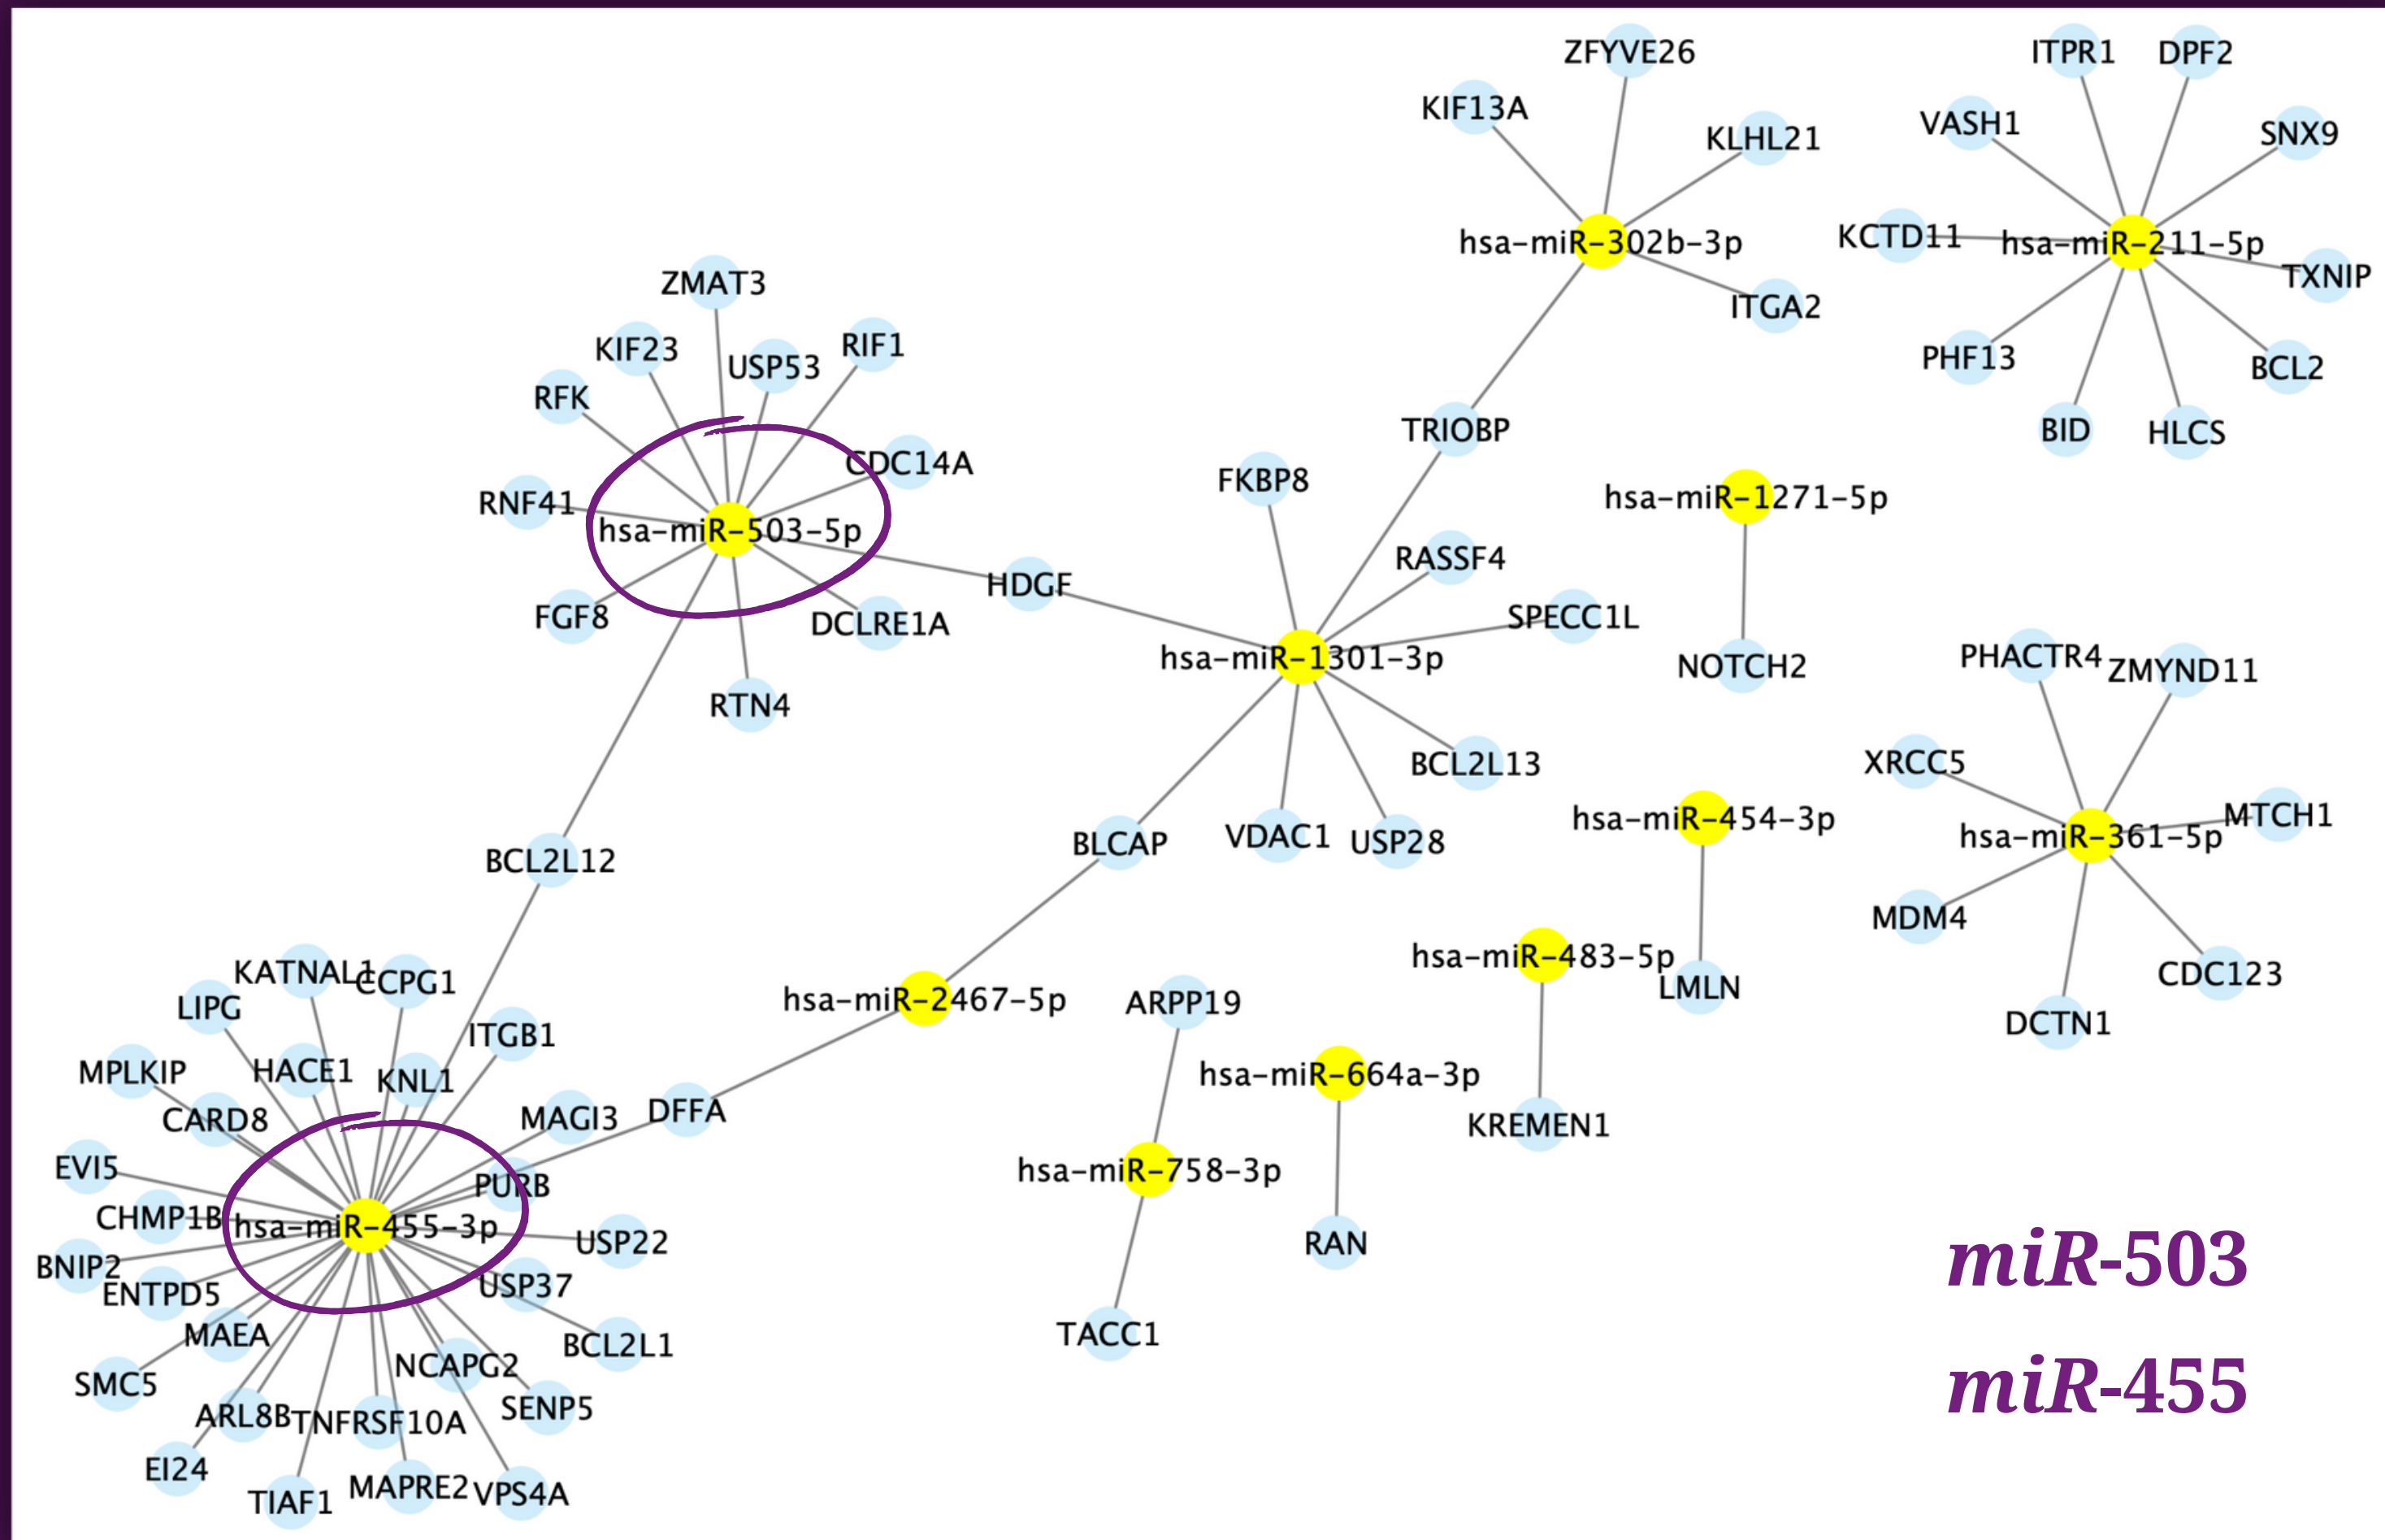 ZFYVE26
ITPR1
DPF2
KIF13A
KLHL21
VASH1
SNX9
hsa-miR-302b-3p
KCTD11
hsa-miR-211-5p
TXNIP
ITGA2
PHF13
BCL2
BID
HLCS
ZMAT3
KIF23
USP53
RIF1
RFK
CDC14A
RNF41
hsa-miR-503-5p
FGF8
DCLRE1A
RTN4
HDGF
TRIOBP
FKBP8
RASSF4
SPECC1L
hsa-miR-1301-3p
BCL2L13
BLCAP
VDAC1
USP28
hsa-miR-1271-5p
NOTCH2
PHACTR4
ZMYND11
XRCC5
MTCH1
hsa-miR-361-5p
MDM4
CDC123
DCTN1
hsa-miR-454-3p
LMLN
hsa-miR-483-5p
KREMEN1
BCL2L12
hsa-miR-2467-5p
ARPP19
hsa-miR-664a-3p
hsa-miR-758-3p
RAN
TACC1
KATNAL1
CCPG1
LIPG
ITGB1
MPLKIP
HACE1
KNL1
CARD8
MAGI3
DFFA
EVI5
PURB
CHMP1B
hsa-miR-455-3p
USP22
BNIP2
ENTPD5
USP37
MAEA
BCL2L1
NCAPG2
SMC5
SENP5
ARL8B
TNFRSF10A
EI24
TIAF1
MAPRE2
VPS4A
miR-503
miR-455